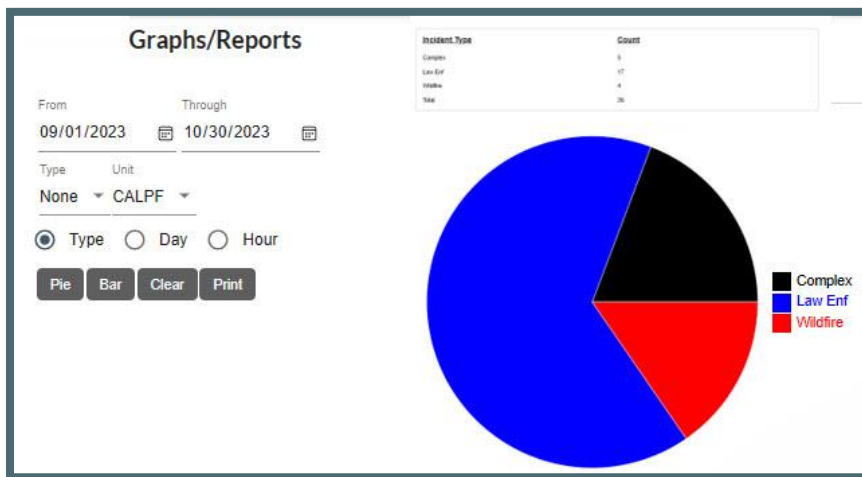 Graphs/Reports
From Through
09/01/2023 10/30/2023
Type Unit
None CALPF
Type Day Hour
Pie Bar Clear Print
Incident Type Count
Complex 5
Law Enf 17
Wildfire 4
Total 26
Complex
Law Enf
Wildfire